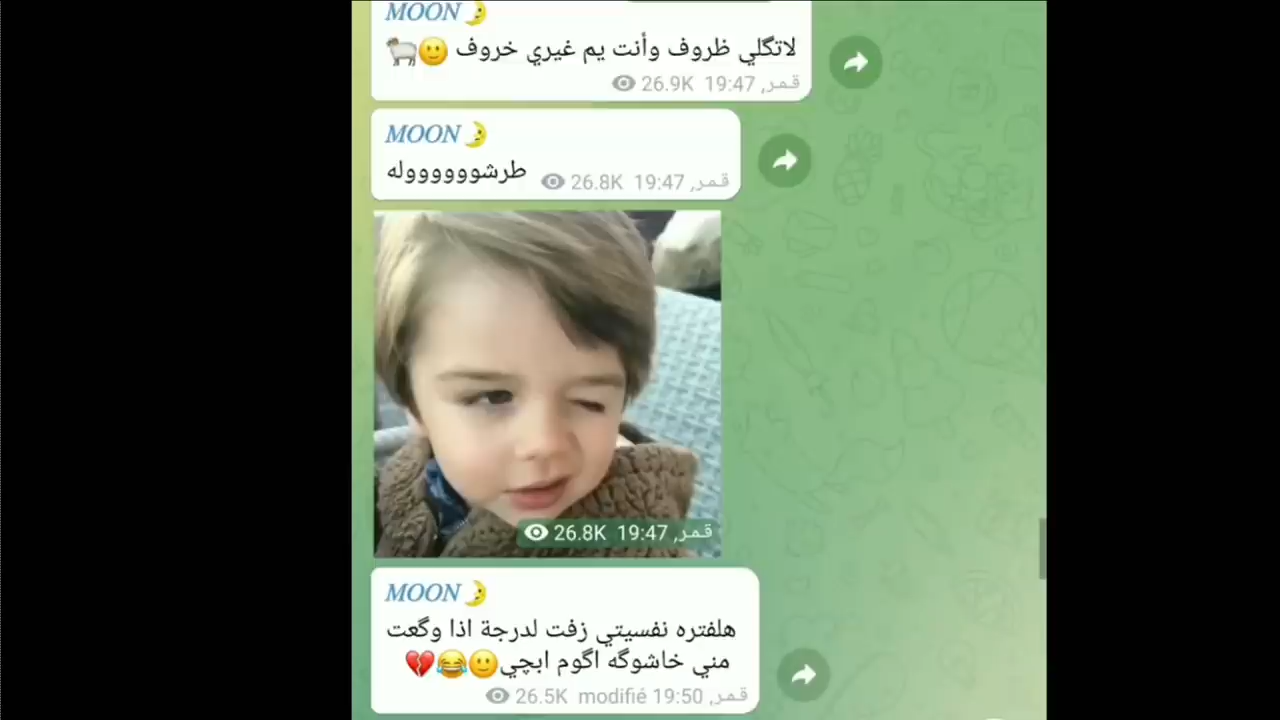 MOON🌛
لاتگلي ظروف وأنت يم غيري خروف 🙂🐑
26.9K قمر, 19:47
MOON🌛
طرشووووووله
26.8K قمر, 19:47
26.8K قمر, 19:47
MOON🌛
هلفتره نفسيتي زفت لدرجة اذا وگعت
مني خاشوگه اگوم ابچي🙂😂💔
26.5K modifié قمر, 19:50